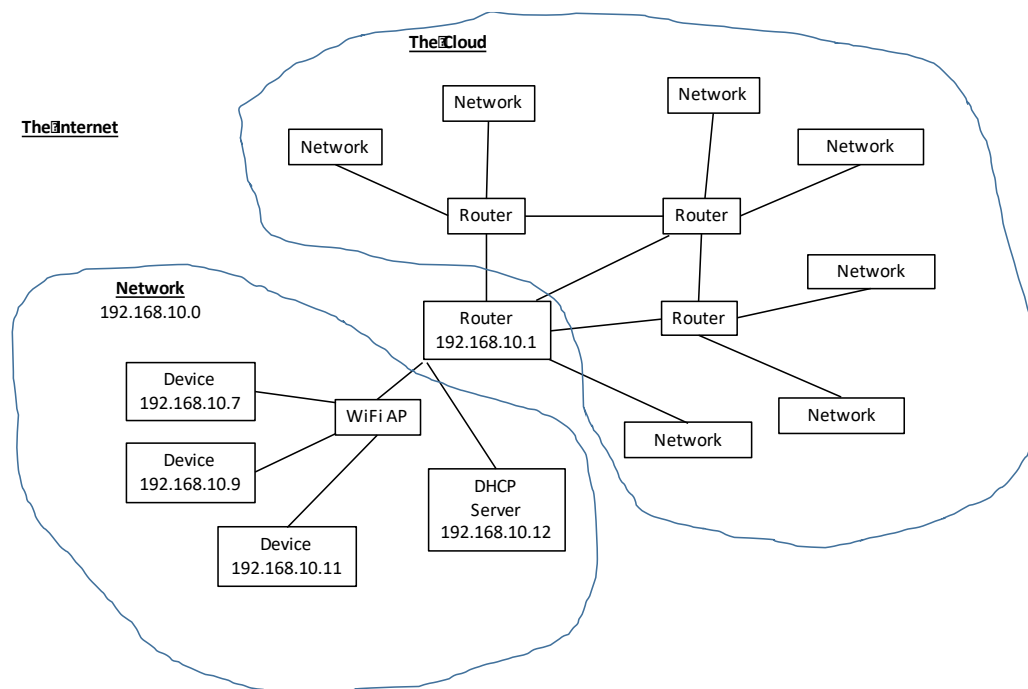 The Cloud
Network
Network
The Internet
Network
Network
Router
Router
Network
Network
192.168.10.0
Router
192.168.10.1
Router
Device
192.168.10.7
WiFi AP
Network
Network
Device
192.168.10.9
DHCP
Server
192.168.10.12
Device
192.168.10.11